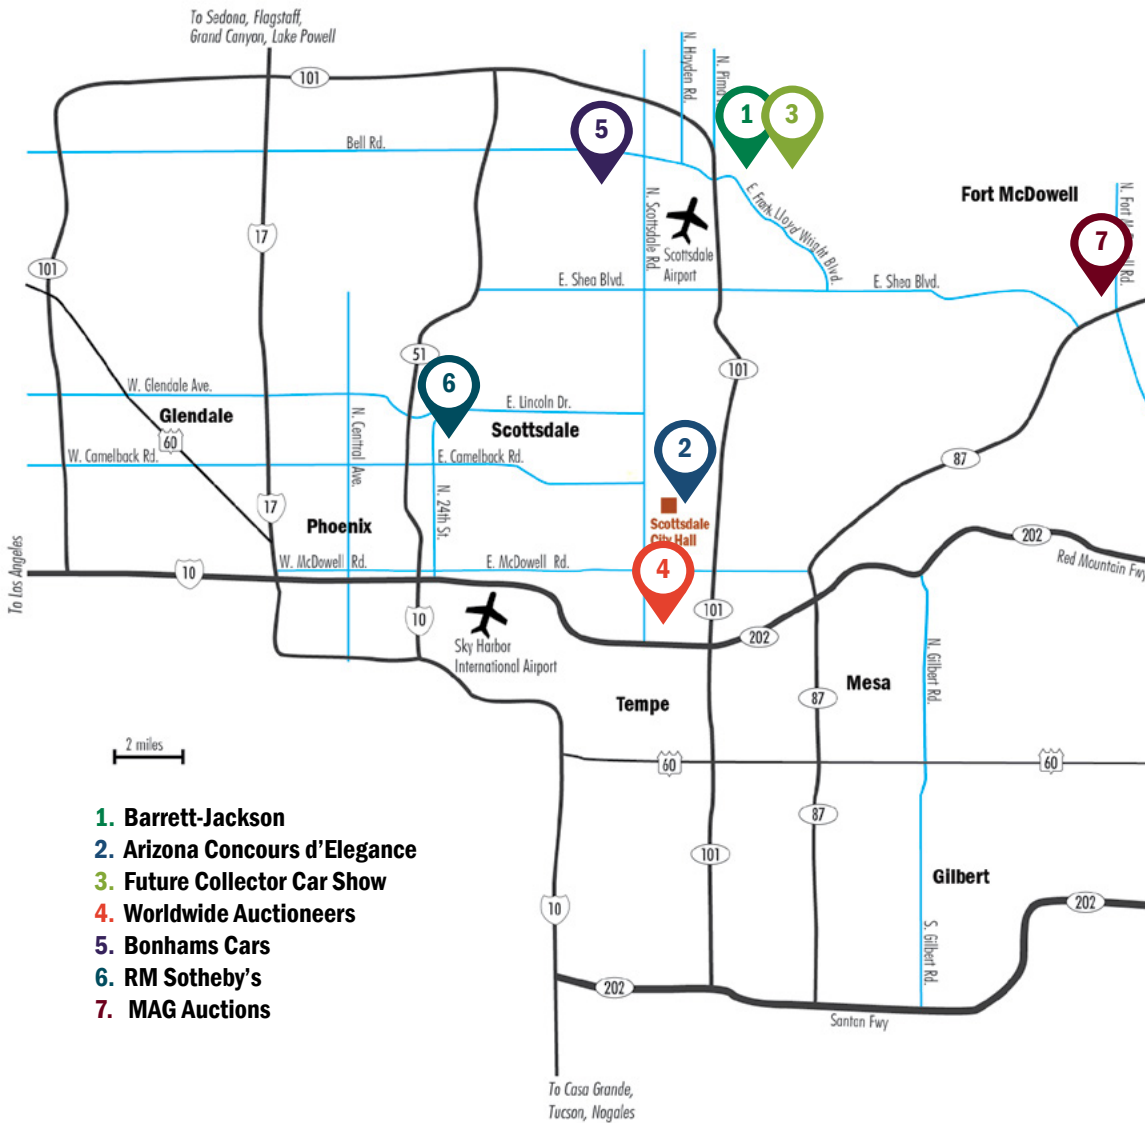 To Sedona, Flagstaff,
Grand Canyon, Lake Powell
101
N. Hayden Rd.
N. Pima
1
3
5
Bell Rd.
Fort McDowell
N. Fort M
ll Rd.
7
17
N. Scottsdale Rd.
E. Frank Lloyd Wright Blvd.
Scottsdale
Airport
101
E. Shea Blvd.
E. Shea Blvd.
51
101
6
W. Glendale Ave.
Glendale
60
N. Central Ave.
E. Lincoln Dr.
Scottsdale
2
W. Camelback Rd.
E. Camelback Rd.
87
17
Phoenix
N. 24th St.
Scottsdale
City Hall
202
Red Mountain Fwy
To Los Angeles
10
W. McDowell Rd.
E. McDowell Rd.
4
10
101
202
Sky Harbor
International Airport
N. Gilbert Rd.
Tempe
Mesa
87
2 miles
60
60
87
101
1. Barrett-Jackson
2. Arizona Concours d’Elegance
3. Future Collector Car Show
4. Worldwide Auctioneers
5. Bonhams Cars
6. RM Sotheby’s
7. MAG Auctions
Gilbert
10
202
S. Gilbert Rd.
202
Santan Fwy
To Casa Grande,
Tucson, Nogales